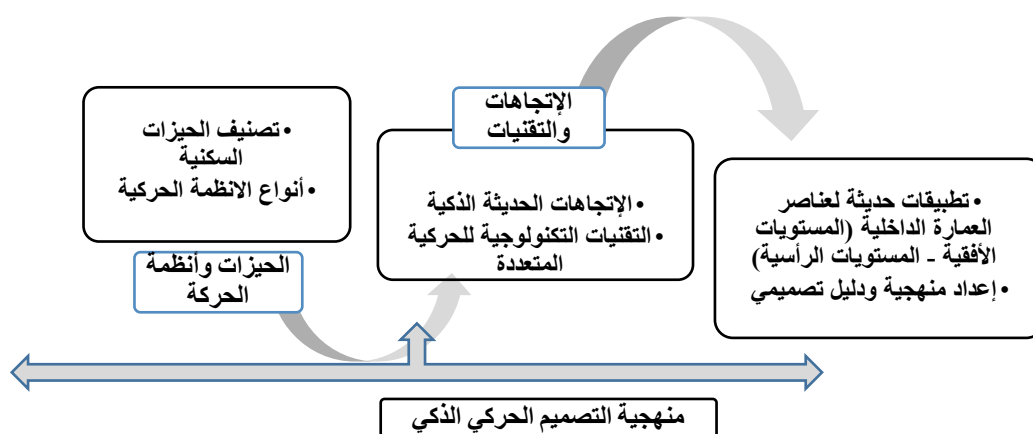 • تصنيف الحيزات
السكنية
• أنواع الانظمة الحركية
الحيزات وأنظمة
الحركة
الإتجاهات
والتقنيات
• الإتجاهات الحديثة الذكية
• التقنيات التكنولوجية للحركية
المتعددة
• تطبيقات حديثة لعناصر
العمارة الداخلية (المستويات
الأفقية - المستويات الرأسية)
• إعداد منهجية ودليل تصميمي
منهجية التصميم الحركي الذكي